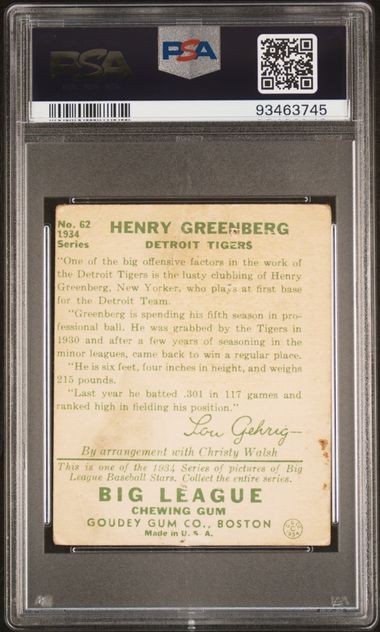 PSA
PSA
93463745
No. 62
1934
Series
HENRY GREENBERG
DETROIT TIGERS
"One of the big offensive factors in the work of
the Detroit Tigers is the lusty clubbing of Henry
Greenberg, New Yorker, who plays at first base
for the Detroit Team.
"Greenberg is spending his fifth season in pro-
fessional ball. He was grabbed by the Tigers in
1930 and after a few years of seasoning in the
minor leagues, came back to win a regular place.
"He is six feet, four inches in height, and weighs
215 pounds.
"Last year he batted .301 in 117 games and
ranked high in fielding his position."
Lou Gehrig
By arrangement with Christy Walsh
This is one of the 1934 Series of pictures of Big
League Baseball Stars. Collect the entire series.
BIG LEAGUE
CHEWING GUM
GOUDEY GUM CO., BOSTON
Made in U. S. A.